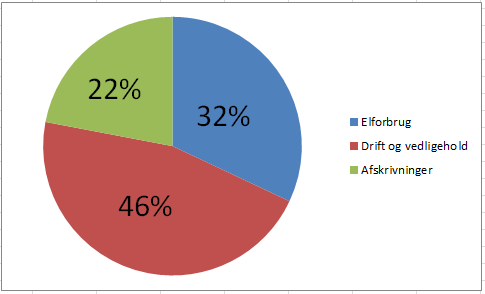 22%
32%
46%
Elforbrug
Drift og vedligehold
Afskrivninger